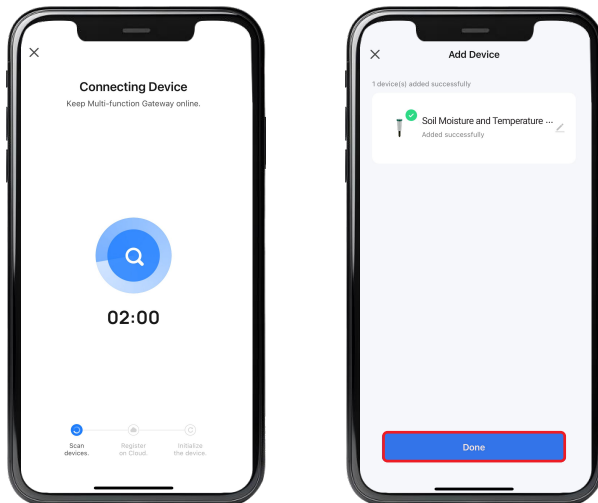 Connecting Device
Keep Multi-function Gateway online.
02:00
Scan
devices.
Register
on Cloud.
Initialize
the device.
Add Device
1 device(s) added successfully
Soil Moisture and Temperature ...
Added successfully
Done